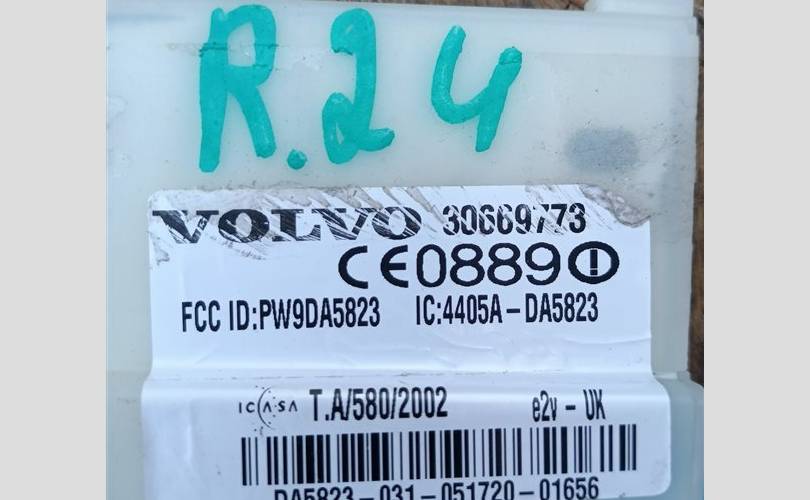 R.24
VOLVO 30669773
CE0889
FCC ID:PW9DA5823 IC:4405A-DA5823
ICASA T.A/580/2002 e2v - UK
DA5823-031-051720-01656